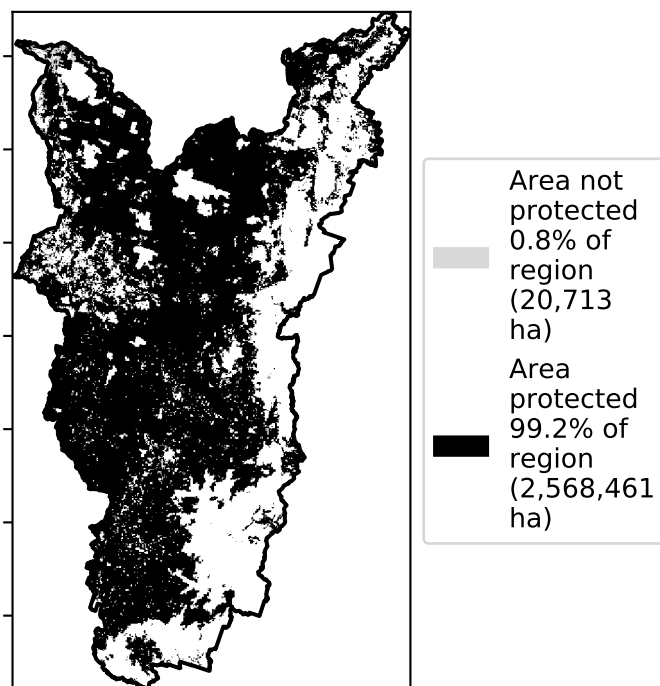 Area not
protected
0.8% of
region
(20,713
ha)
Area
protected
99.2% of
region
(2,568,461
ha)